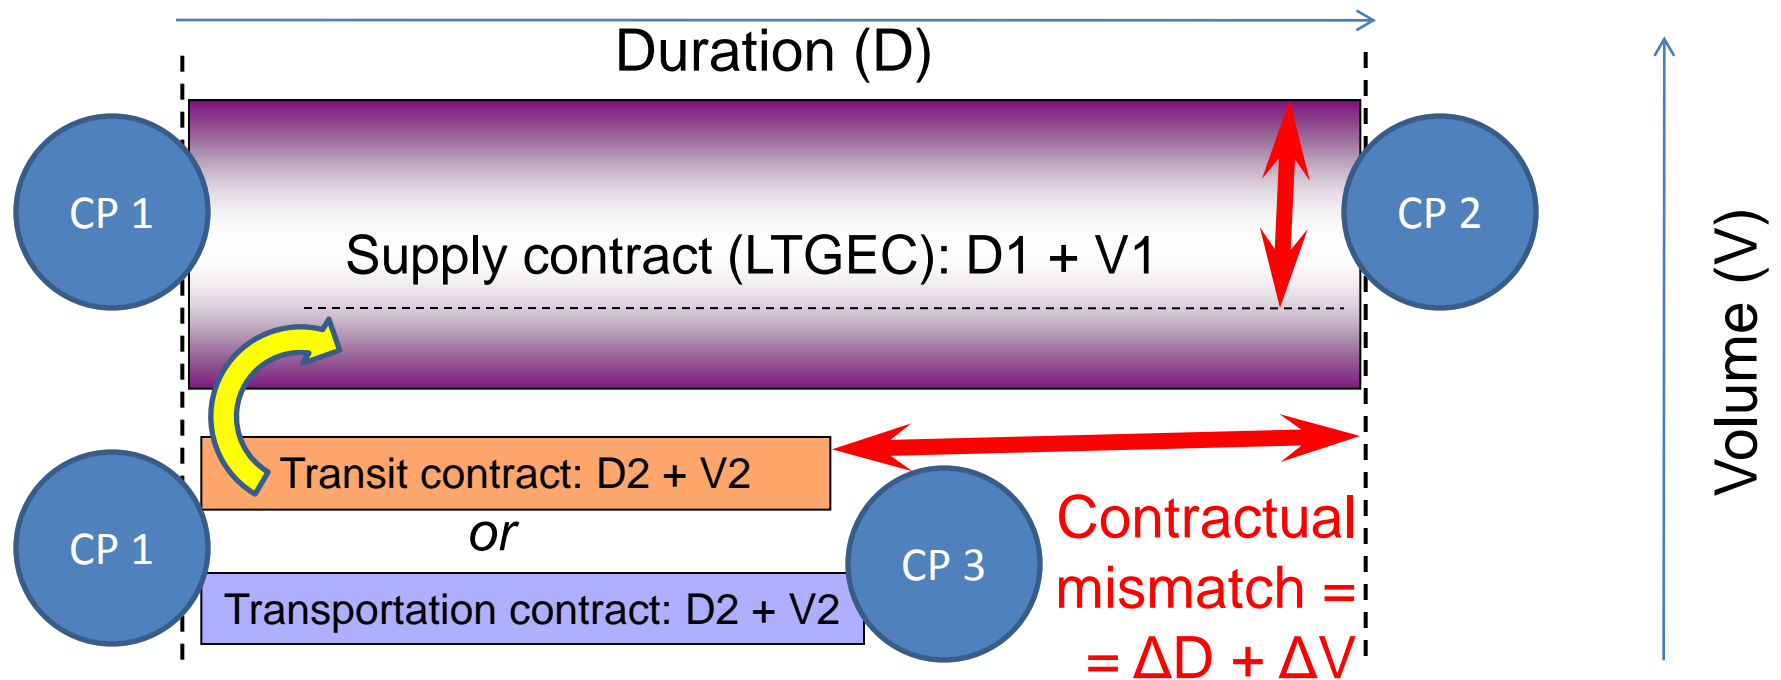 Duration (D)
CP 1
CP 2
Supply contract (LTGEC): D1 + V1
Volume (V)
Transit contract: D2 + V2
or
CP 1
CP 3
Transportation contract: D2 + V2
Contractual
mismatch =
= ΔD + ΔV